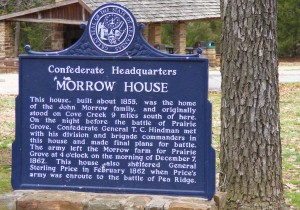 Confederate Headquarters
MORROW HOUSE
This house, built about 1855, was the
home of the John Morrow family, and originally
stood on Cove Creek 9 miles south of here.
On the night before the battle of Prairie
Grove, Confederate General T. C. Hindman met
with his division and brigade commanders in
this house and made final plans for battle.
The army left the Morrow farm for Prairie
Grove at 4 o'clock on the morning of December 7,
1862. This house also sheltered General
Sterling Price in February 1862 when Price's
army was enroute to the battle of Pea Ridge.